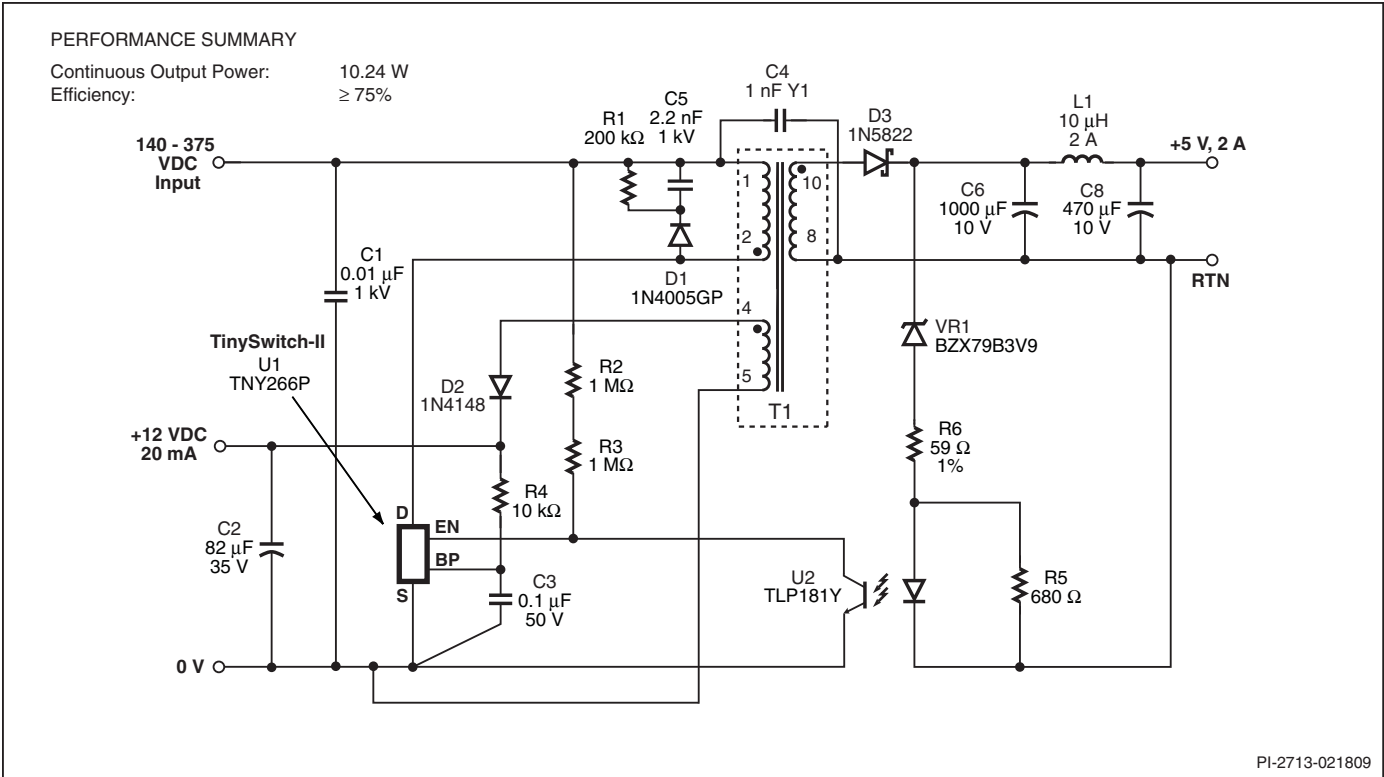 PERFORMANCE SUMMARY
Continuous Output Power: 10.24 W
Efficiency: ≥ 75%
C4
1 nF Y1
C5
2.2 nF
1 kV
R1
200 kΩ
D3
1N5822
L1
10 μH
2 A
+5 V, 2 A
140 - 375
VDC
Input
1
10
C6
1000 μF
10 V
C8
470 μF
10 V
2
8
C1
0.01 μF
1 kV
D1
1N4005GP
RTN
4
VR1
BZX79B3V9
TinySwitch-II
U1
TNY266P
D2
1N4148
R2
1 MΩ
5
T1
+12 VDC
20 mA
R3
1 MΩ
R6
59 Ω
1%
R4
10 kΩ
D
EN
BP
S
C2
82 μF
35 V
C3
0.1 μF
50 V
U2
TLP181Y
R5
680 Ω
0 V
PI-2713-021809